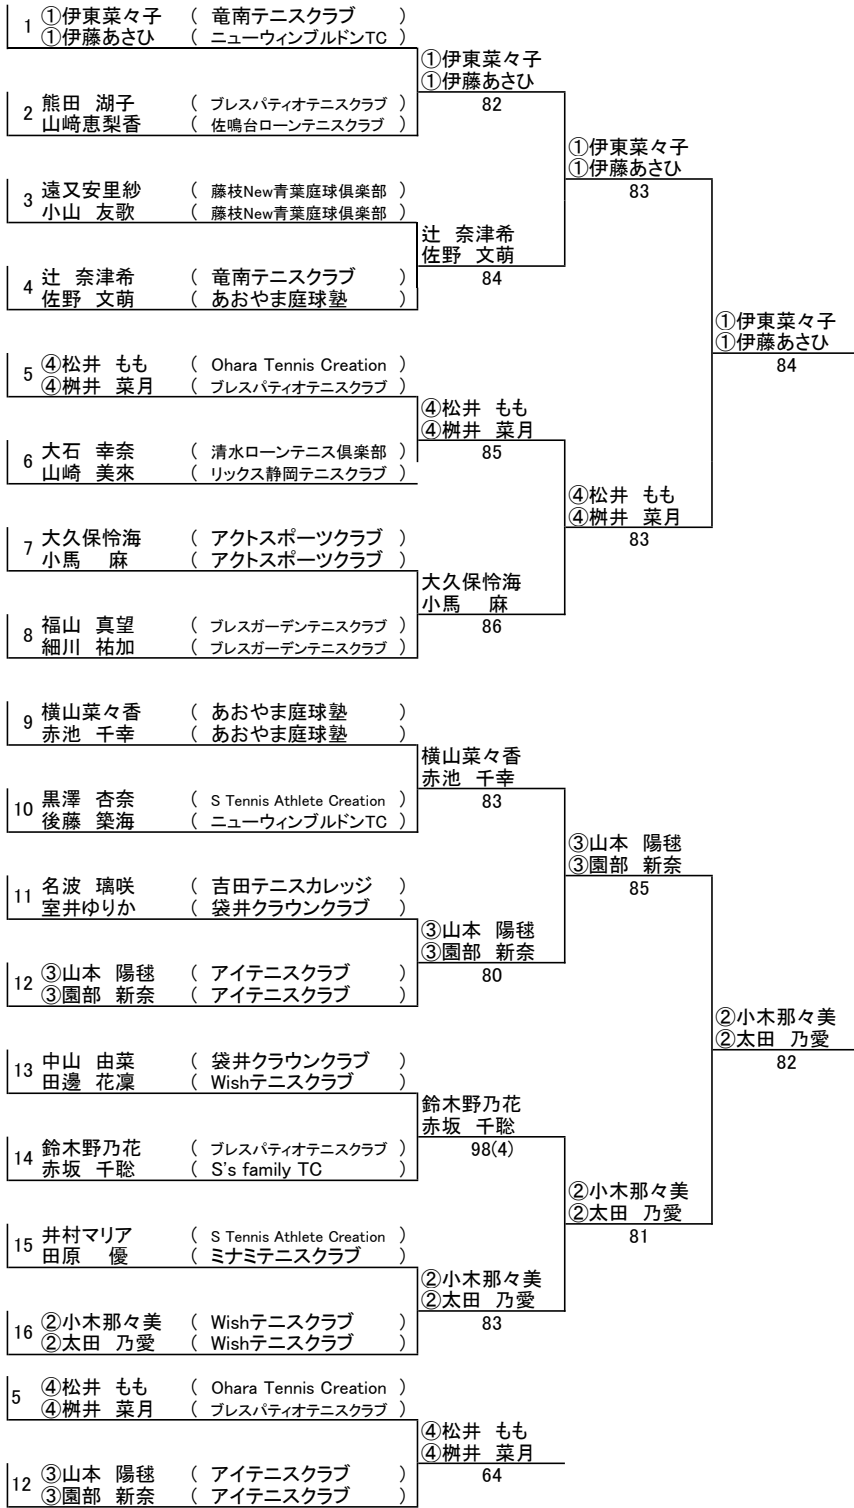 1 ①伊東菜々子 ( 竜南テニスクラブ )
①伊藤あさひ ( ニューウィンブルドンTC )
①伊東菜々子
①伊藤あさひ
82
2 熊田 湖子 ( ブレスパティオテニスクラブ )
山﨑恵梨香 ( 佐鳴台ローンテニスクラブ )
①伊東菜々子
①伊藤あさひ
83
3 遠又安里紗 ( 藤枝New青葉庭球倶楽部 )
小山 友歌 ( 藤枝New青葉庭球倶楽部 )
辻 奈津希
佐野 文萌
84
4 辻 奈津希 ( 竜南テニスクラブ )
佐野 文萌 ( あおやま庭球塾 )
①伊東菜々子
①伊藤あさひ
84
5 ④松井 もも ( Ohara Tennis Creation )
④桝井 菜月 ( ブレスパティオテニスクラブ )
④松井 もも
④桝井 菜月
85
6 大石 幸奈 ( 清水ローンテニス倶楽部 )
山崎 美來 ( リックス静岡テニスクラブ )
④松井 もも
④桝井 菜月
83
7 大久保怜海 ( アクトスポーツクラブ )
小馬 麻 ( アクトスポーツクラブ )
大久保怜海
小馬 麻
86
8 福山 真望 ( ブレスガーデンテニスクラブ )
細川 祐加 ( ブレスガーデンテニスクラブ )
9 横山菜々香 ( あおやま庭球塾 )
赤池 千幸 ( あおやま庭球塾 )
横山菜々香
赤池 千幸
83
10 黒澤 杏奈 ( S Tennis Athlete Creation )
後藤 築海 ( ニューウィンブルドンTC )
③山本 陽毬
③園部 新奈
85
11 名波 璃咲 ( 吉田テニスカレッジ )
室井ゆりか ( 袋井クラウンクラブ )
③山本 陽毬
③園部 新奈
80
12 ③山本 陽毬 ( アイテニスクラブ )
③園部 新奈 ( アイテニスクラブ )
②小木那々美
②太田 乃愛
82
13 中山 由菜 ( 袋井クラウンクラブ )
田邊 花凜 ( Wishテニスクラブ )
鈴木野乃花
赤坂 千聡
98(4)
14 鈴木野乃花 ( ブレスパティオテニスクラブ )
赤坂 千聡 ( S's family TC )
②小木那々美
②太田 乃愛
81
15 井村マリア ( S Tennis Athlete Creation )
田原 優 ( ミナミテニスクラブ )
②小木那々美
②太田 乃愛
83
16 ②小木那々美 ( Wishテニスクラブ )
②太田 乃愛 ( Wishテニスクラブ )
5 ④松井 もも ( Ohara Tennis Creation )
④桝井 菜月 ( ブレスパティオテニスクラブ )
④松井 もも
④桝井 菜月
64
12 ③山本 陽毬 ( アイテニスクラブ )
③園部 新奈 ( アイテニスクラブ )